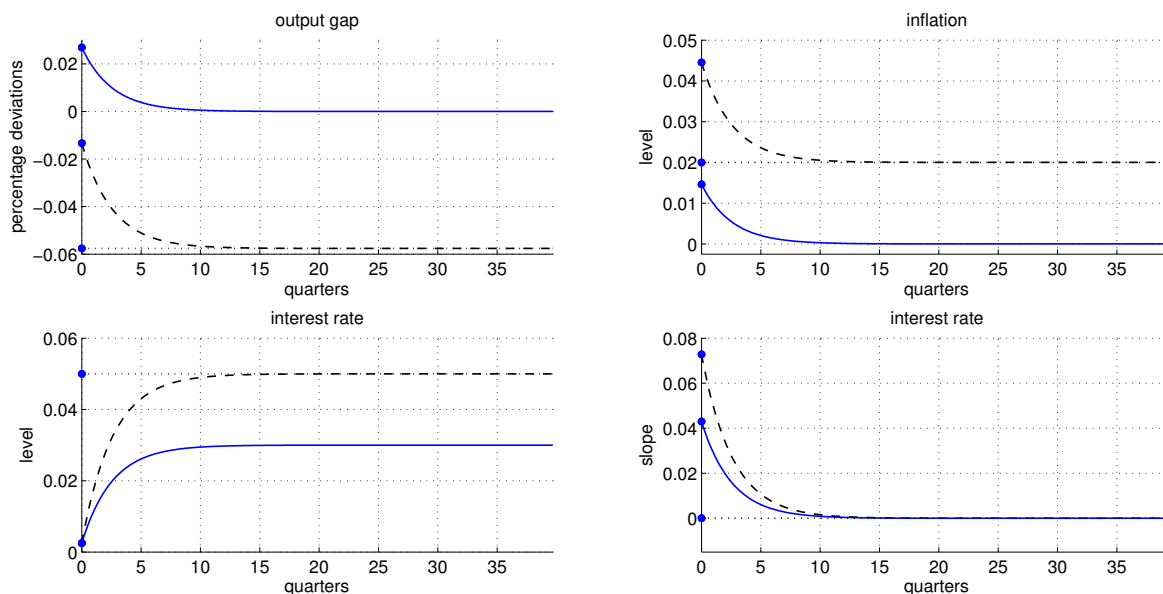 output gap
percentage deviations
0.02
0
−0.02
−0.04
−0.06
0 5 10 15 20 25 30 35
quarters
inflation
level
0.05
0.04
0.03
0.02
0.01
0
0 5 10 15 20 25 30 35
quarters
interest rate
level
0.06
0.04
0.02
0
0 5 10 15 20 25 30 35
quarters
interest rate
slope
0.08
0.06
0.04
0.02
0
0 5 10 15 20 25 30 35
quarters